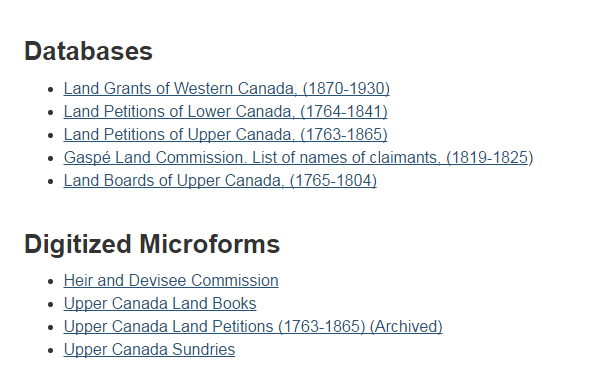 Databases
Land Grants of Western Canada, (1870-1930)
Land Petitions of Lower Canada, (1764-1841)
Land Petitions of Upper Canada, (1763-1865)
Gaspé Land Commission. List of names of claimants, (1819-1825)
Land Boards of Upper Canada, (1765-1804)
Digitized Microforms
Heir and Devisee Commission
Upper Canada Land Books
Upper Canada Land Petitions (1763-1865) (Archived)
Upper Canada Sundries